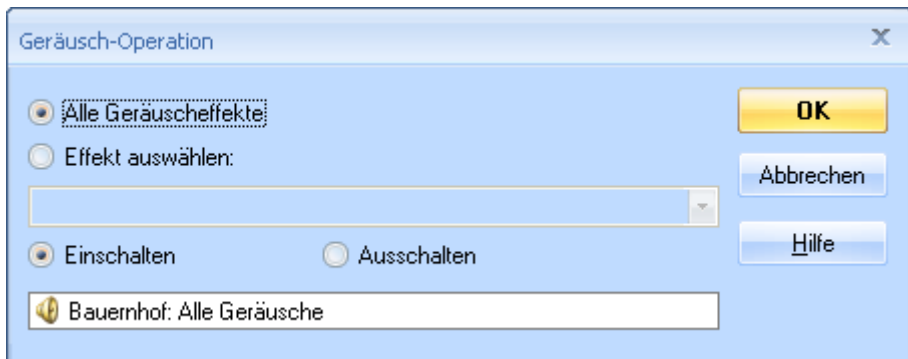 Geräusch-Operation
Alle Geräuscheffekte
Effekt auswählen:
Einschalten
Ausschalten
Bauernhof: Alle Geräusche
OK
Abbrechen
Hilfe